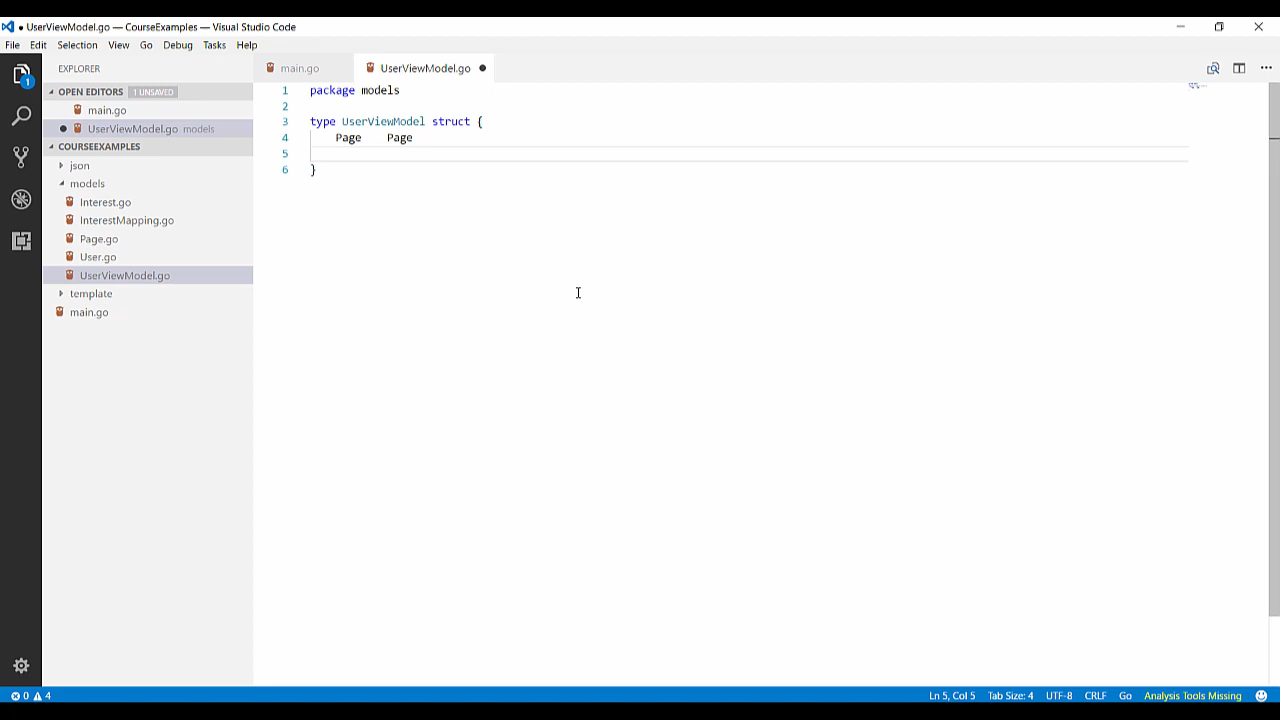 ● UserViewModel.go — CourseExamples — Visual Studio Code
File Edit Selection View Go Debug Tasks Help
EXPLORER
main.go
UserViewModel.go ●
OPEN EDITORS 1 UNSAVED
main.go
● UserViewModel.go models
COURSEEXAMPLES
json
models
Interest.go
InterestMapping.go
Page.go
User.go
UserViewModel.go
template
main.go
1
1 package models
2
3 type UserViewModel struct {
4 Page Page
5
6 }
0 4
Ln 5, Col 5 Tab Size: 4 UTF-8 CRLF Go Analysis Tools Missing